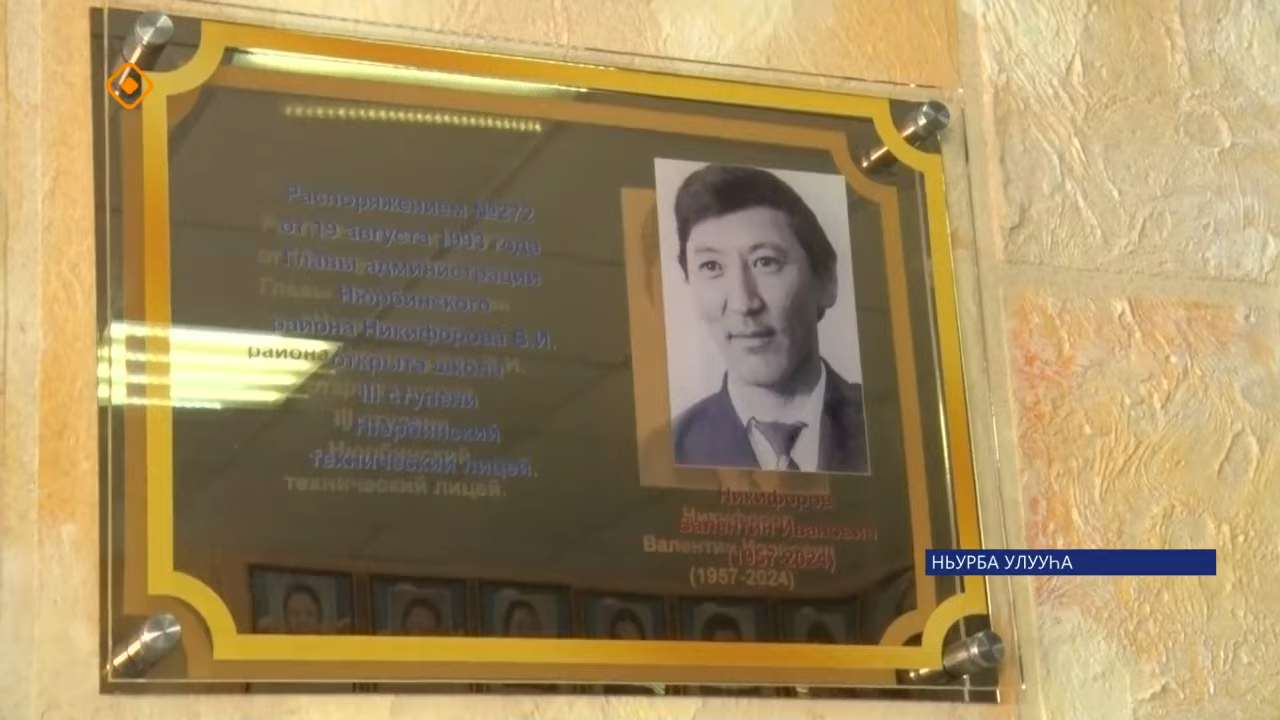 Распоряжением №272
от 19 августа 1993 года
Главы администрации
Нюрбинского
района Никифорова В.И.
открыта школа
III ступени
Нюрбинский
технический лицей.
Никифоров
Валентин Иванович
(1957-2024)
НЬУРБА УЛУУҺА